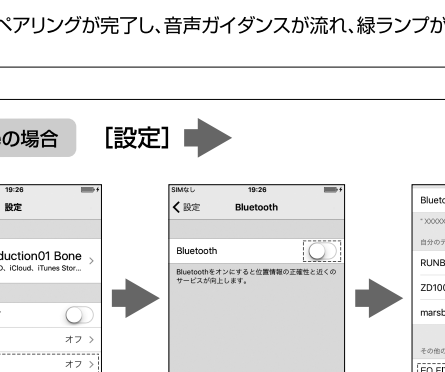 ペアリングが完了し、音声ガイダンスが流れ、緑ランプが
の場合
［設定］
19:26
設定
duction01 Bone
D、iCloud、iTunes Stor...
オフ
オフ
SIMなし 19:26
設定 Bluetooth
Bluetooth
Bluetoothをオンにすると位置情報の正確性と近くの
サービスが向上します。
自分のデ
RUNB
ZD100
marsb
その他の